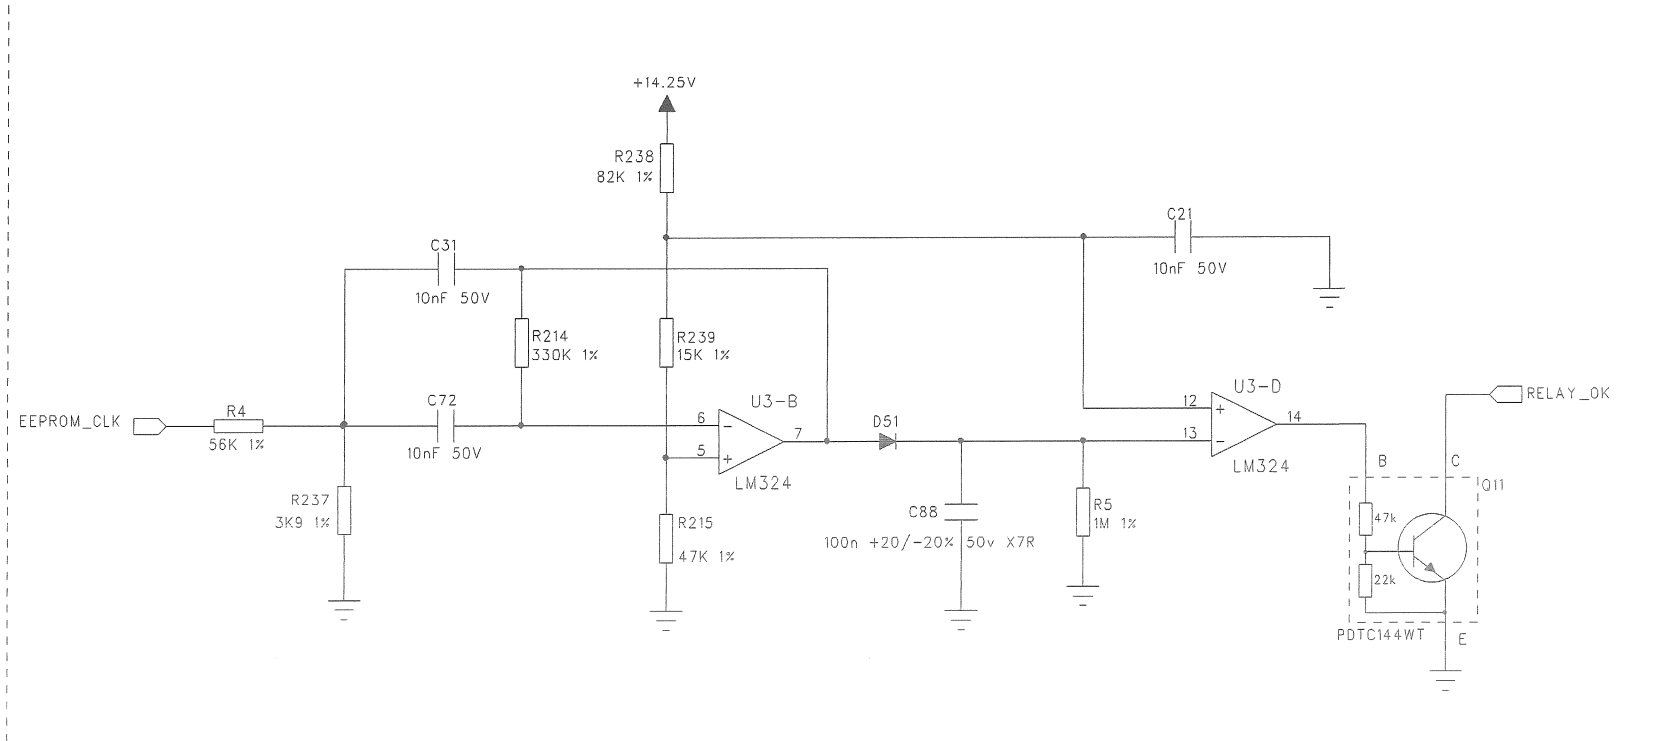 +14.25V
R238
82K 1%
C21
10nF 50V
C31
10nF 50V
R214
330K 1%
R239
15K 1%
EEPROM_CLK
R4
56K 1%
C72
10nF 50V
6
5
7
-
+
U3-B
LM324
D51
12
13
14
+
-
U3-D
LM324
RELAY_OK
R237
3K9 1%
R215
47K 1%
C88
100n +20/-20% 50v X7R
R5
1M 1%
B
C
Q11
47k
22k
PDTC144WT
E